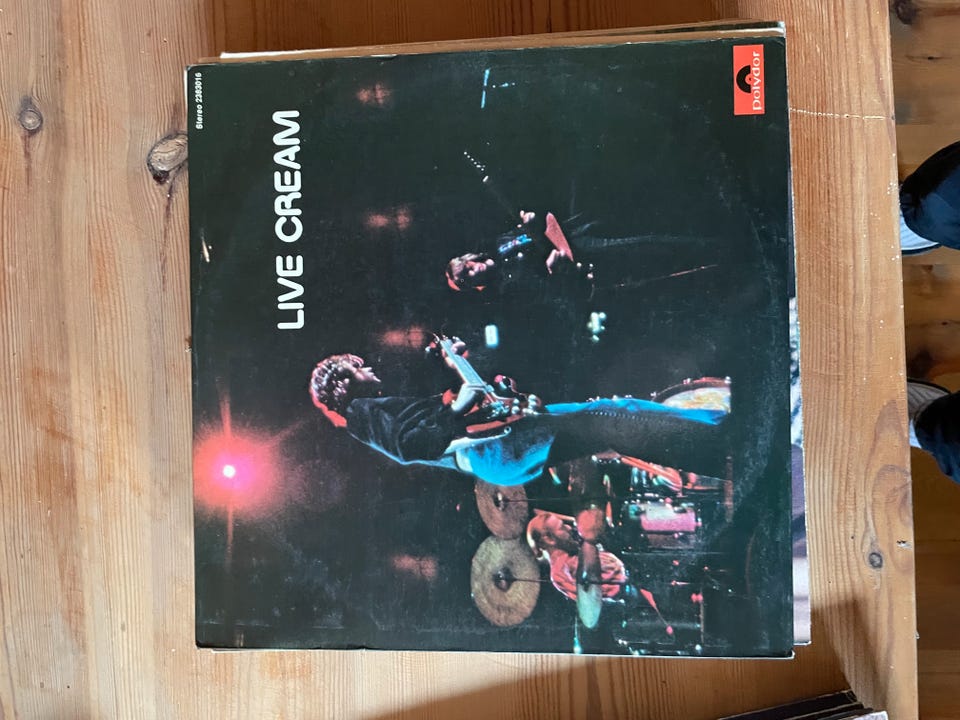 Stereo 2383016
polydor
LIVE CREAM